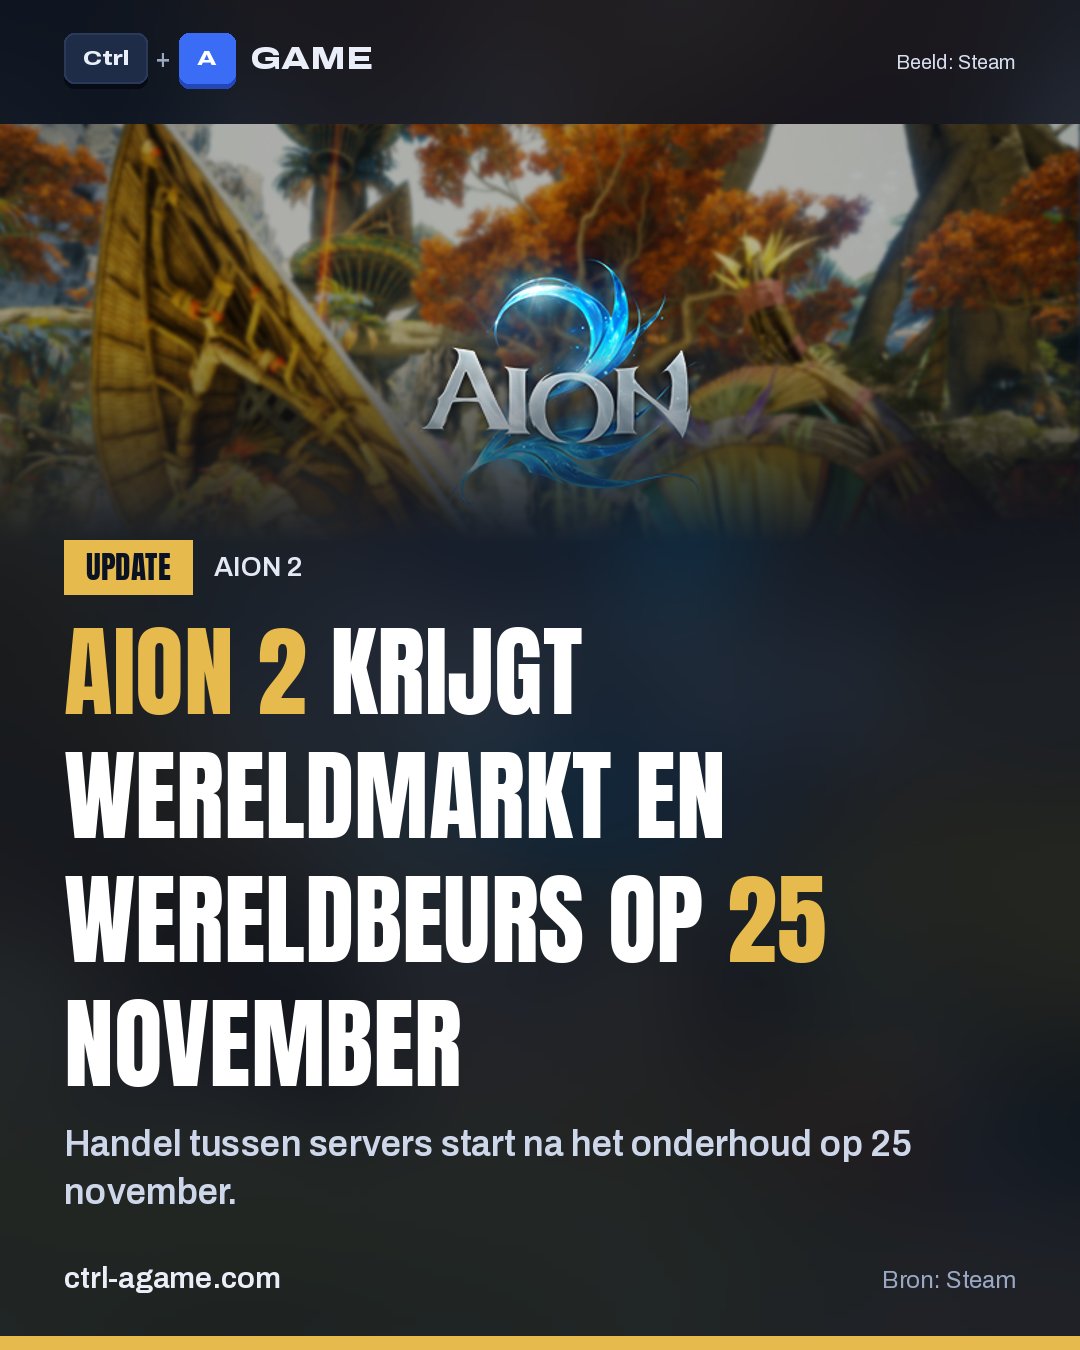 Ctrl + A GAME
Beeld: Steam
AION 2
UPDATE
AION 2
AION 2 KRIJGT
WERELDMARKT EN
WERELDBEURS OP 25
NOVEMBER
Handel tussen servers start na het onderhoud op 25
november.
ctrl-agame.com
Bron: Steam